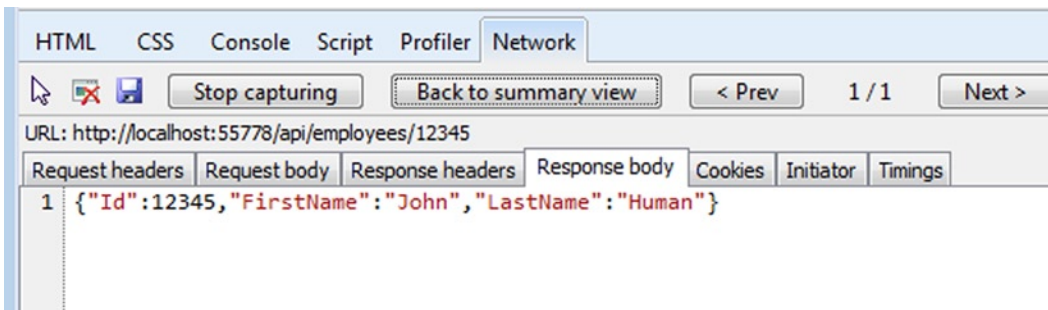 HTML CSS Console Script Profiler Network
Stop capturing Back to summary view < Prev 1 / 1 Next >
URL: http://localhost:55778/api/employees/12345
Request headers Request body Response headers Response body Cookies Initiator Timings
1 {"Id":12345,"FirstName":"John","LastName":"Human"}